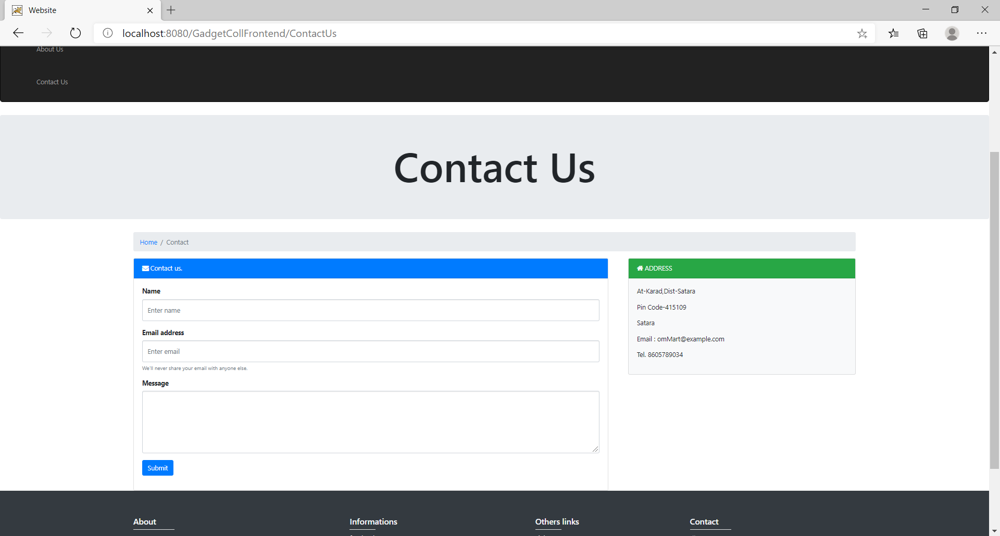 Website
localhost:8080/GadgetCollFrontend/ContactUs
About Us
Contact Us
Contact Us
Home / Contact
Contact us.
Name
Enter name
Email address
Enter email
We'll never share your email with anyone else.
Message
Submit
ADDRESS
At-Karad,Dist-Satara
Pin Code-415109
Satara
Email : omMart@example.com
Tel. 8605789034
About
Informations
Others links
Contact